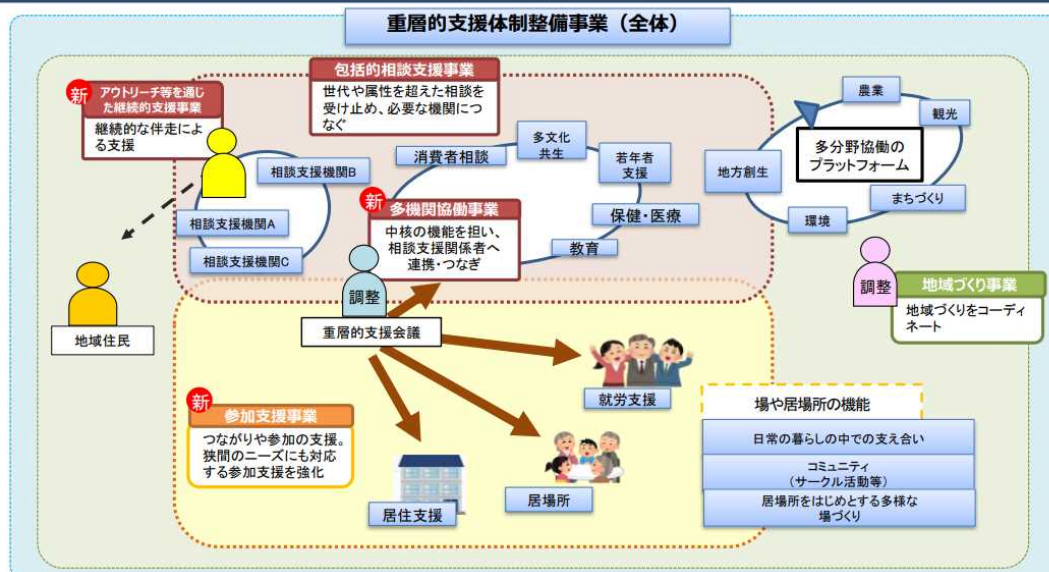 重層的支援体制整備事業（全体）
新
アウトリーチ等を通じ
た継続的支援事業
継続的な伴走によ
る支援
包括的相談支援事業
世代や属性を超えた相談を
受け止め、必要な機関につ
なぐ
相談支援機関B
相談支援機関A
相談支援機関C
消費者相談
多文化
共生
若年者
支援
保健・医療
教育
新
多機関協働事業
中核の機能を担い、
相談支援関係者へ
連携・つなぎ
農業
観光
多分野協働の
プラットフォーム
地方創生
まちづくり
環境
調整
重層的支援会議
地域住民
調整
地域づくり事業
地域づくりをコーディ
ネート
新
参加支援事業
つながりや参加の支援。
狭間のニーズにも対応
する参加支援を強化
就労支援
居場所
居住支援
場や居場所の機能
日常の暮らしの中での支え合い
コミュニティ
（サークル活動等）
居場所をはじめとする多様な
場づくり